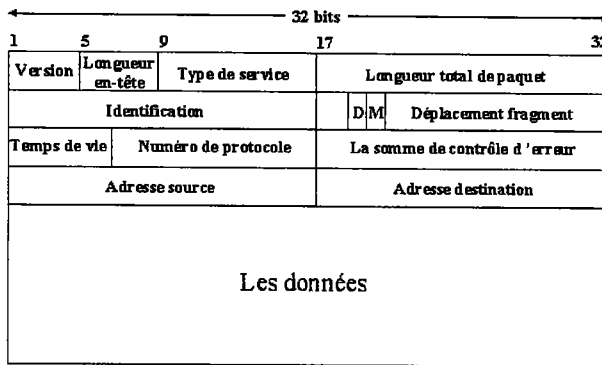 32 bits
1 5 9 17 32
Version Longueur en-tête Type de service Longueur total de paquet
Identification D M Déplacement fragment
Temps de vie Numéro de protocole La somme de contrôle d 'erreur
Adresse source Adresse destination
Les données